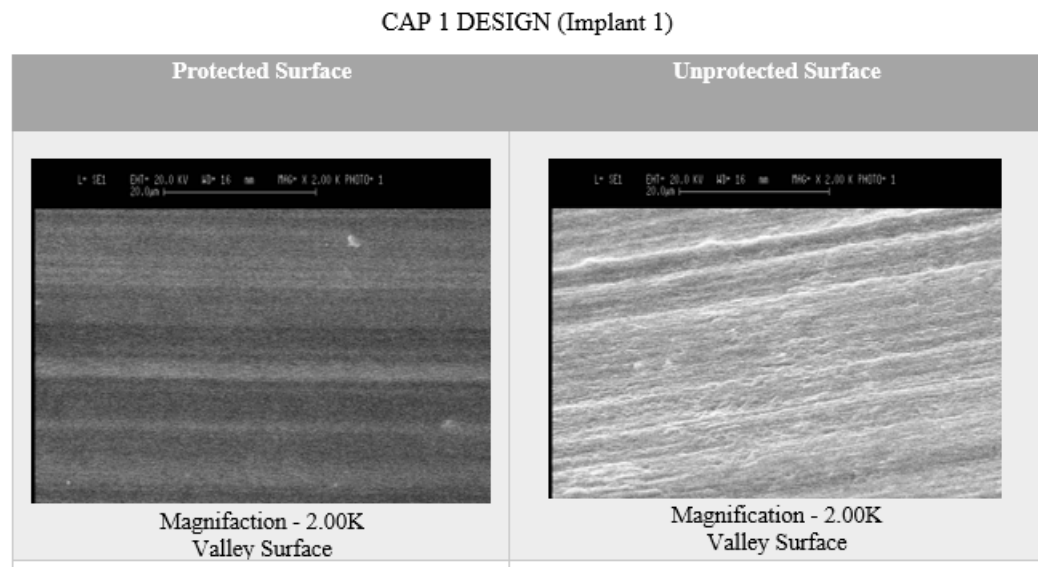 CAP 1 DESIGN (Implant 1)
Protected Surface
Unprotected Surface
L= SE1 EHT= 20.0 KV WD= 16 mm MAG= X 2.00 K PHOTO= 1
20.0µm
L= SE1 EHT= 20.0 KV WD= 16 mm MAG= X 2.00 K PHOTO= 1
20.0µm
Magnifaction - 2.00K
Valley Surface
Magnification - 2.00K
Valley Surface